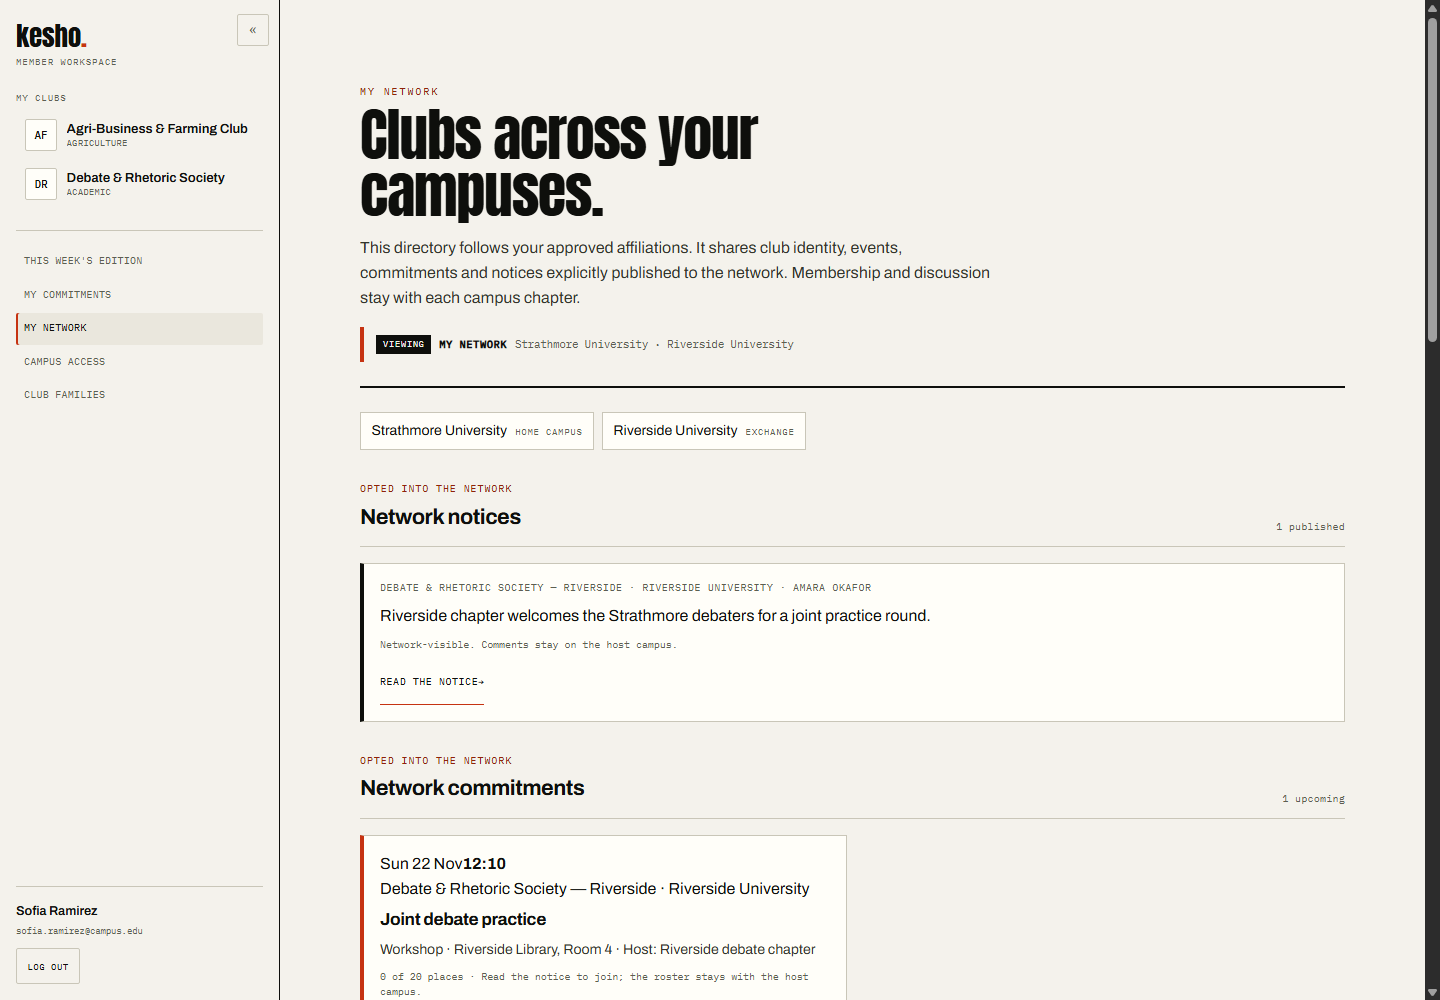 kesho.
«
MEMBER WORKSPACE
MY CLUBS
AF
Agri-Business & Farming Club
AGRICULTURE
DR
Debate & Rhetoric Society
ACADEMIC
THIS WEEK'S EDITION
MY COMMITMENTS
MY NETWORK
CAMPUS ACCESS
CLUB FAMILIES
Sofia Ramirez
sofia.ramirez@campus.edu
LOG OUT
MY NETWORK
Clubs across your
campuses.
This directory follows your approved affiliations. It shares club identity, events,
commitments and notices explicitly published to the network. Membership and discussion
stay with each campus chapter.
VIEWING MY NETWORK Strathmore University · Riverside University
Strathmore University HOME CAMPUS
Riverside University EXCHANGE
OPTED INTO THE NETWORK
Network notices
1 published
DEBATE & RHETORIC SOCIETY — RIVERSIDE · RIVERSIDE UNIVERSITY · AMARA OKAFOR
Riverside chapter welcomes the Strathmore debaters for a joint practice round.
Network-visible. Comments stay on the host campus.
READ THE NOTICE→
OPTED INTO THE NETWORK
Network commitments
1 upcoming
Sun 22 Nov12:10
Debate & Rhetoric Society — Riverside · Riverside University
Joint debate practice
Workshop · Riverside Library, Room 4 · Host: Riverside debate chapter
0 of 20 places · Read the notice to join; the roster stays with the host
campus.